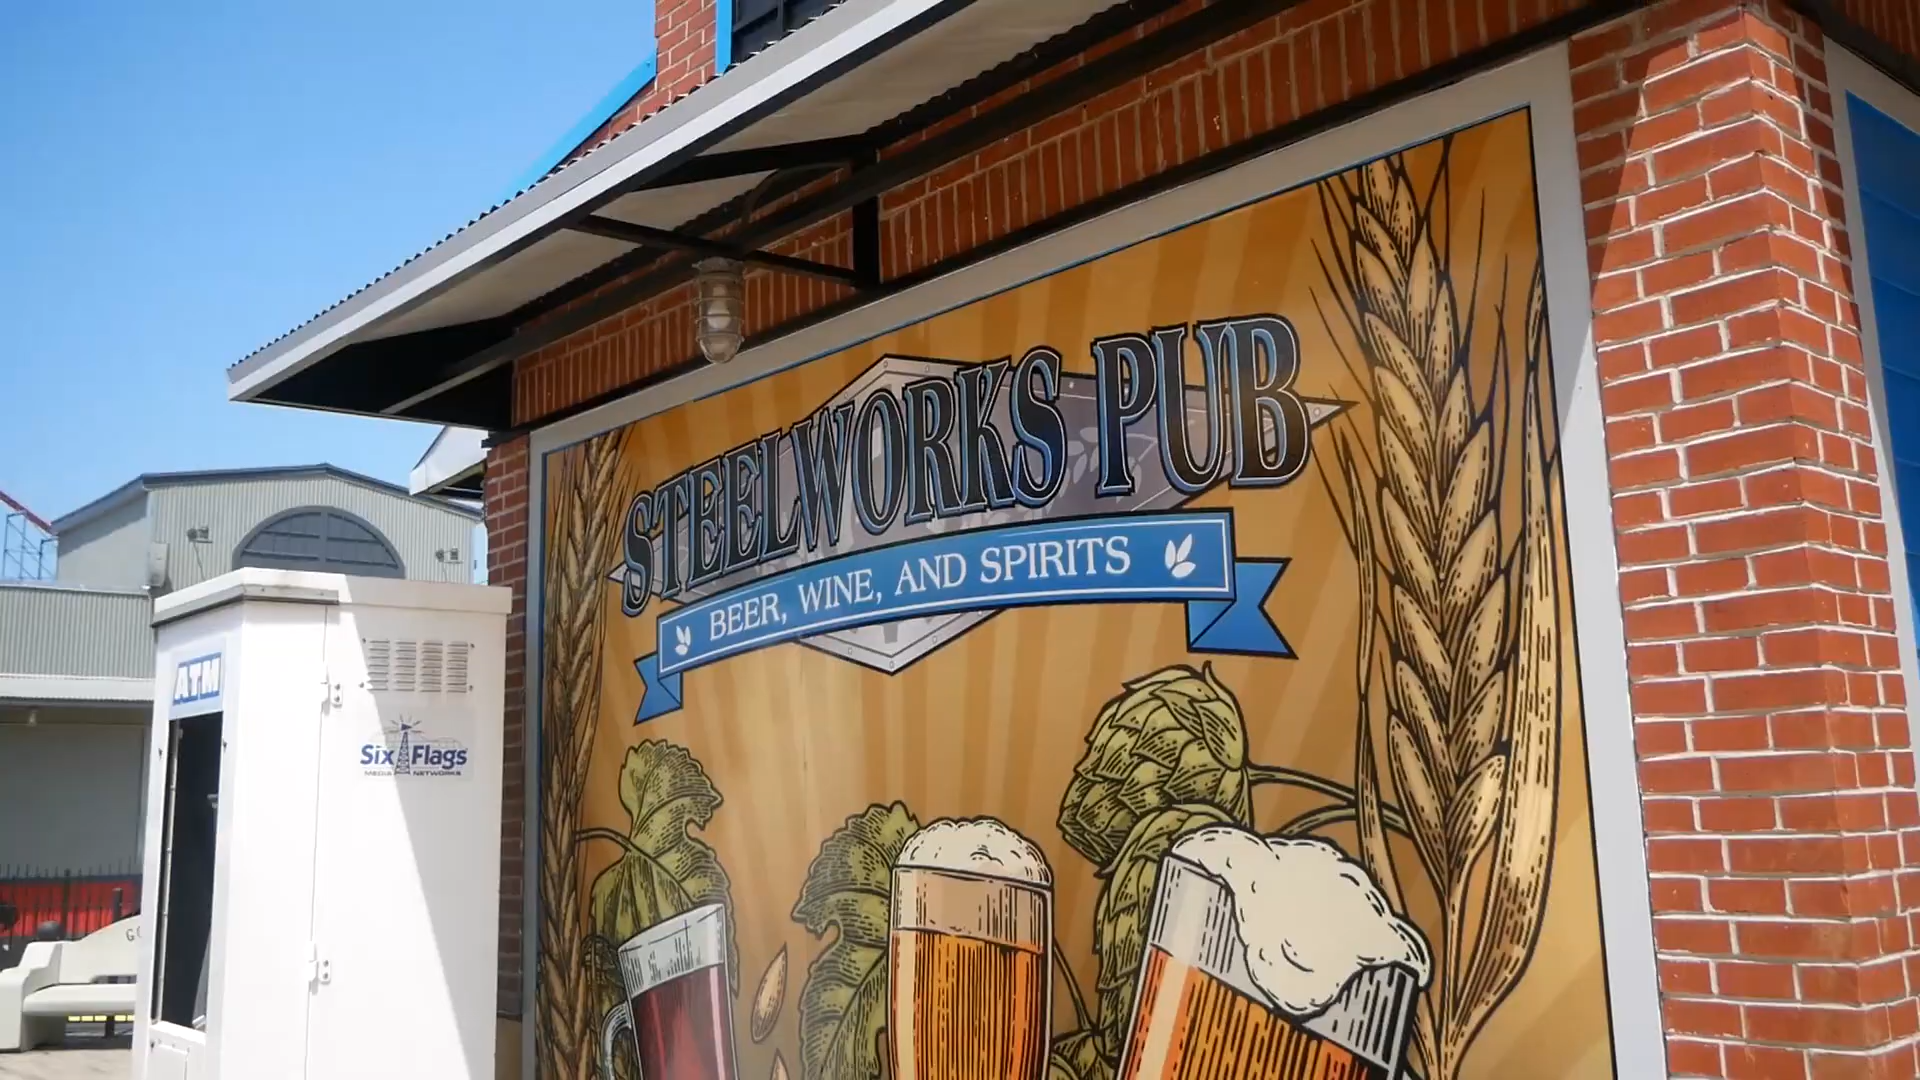 STEELWORKS PUB
BEER, WINE, AND SPIRITS
ATM
Six Flags
MEDIA NETWORKS